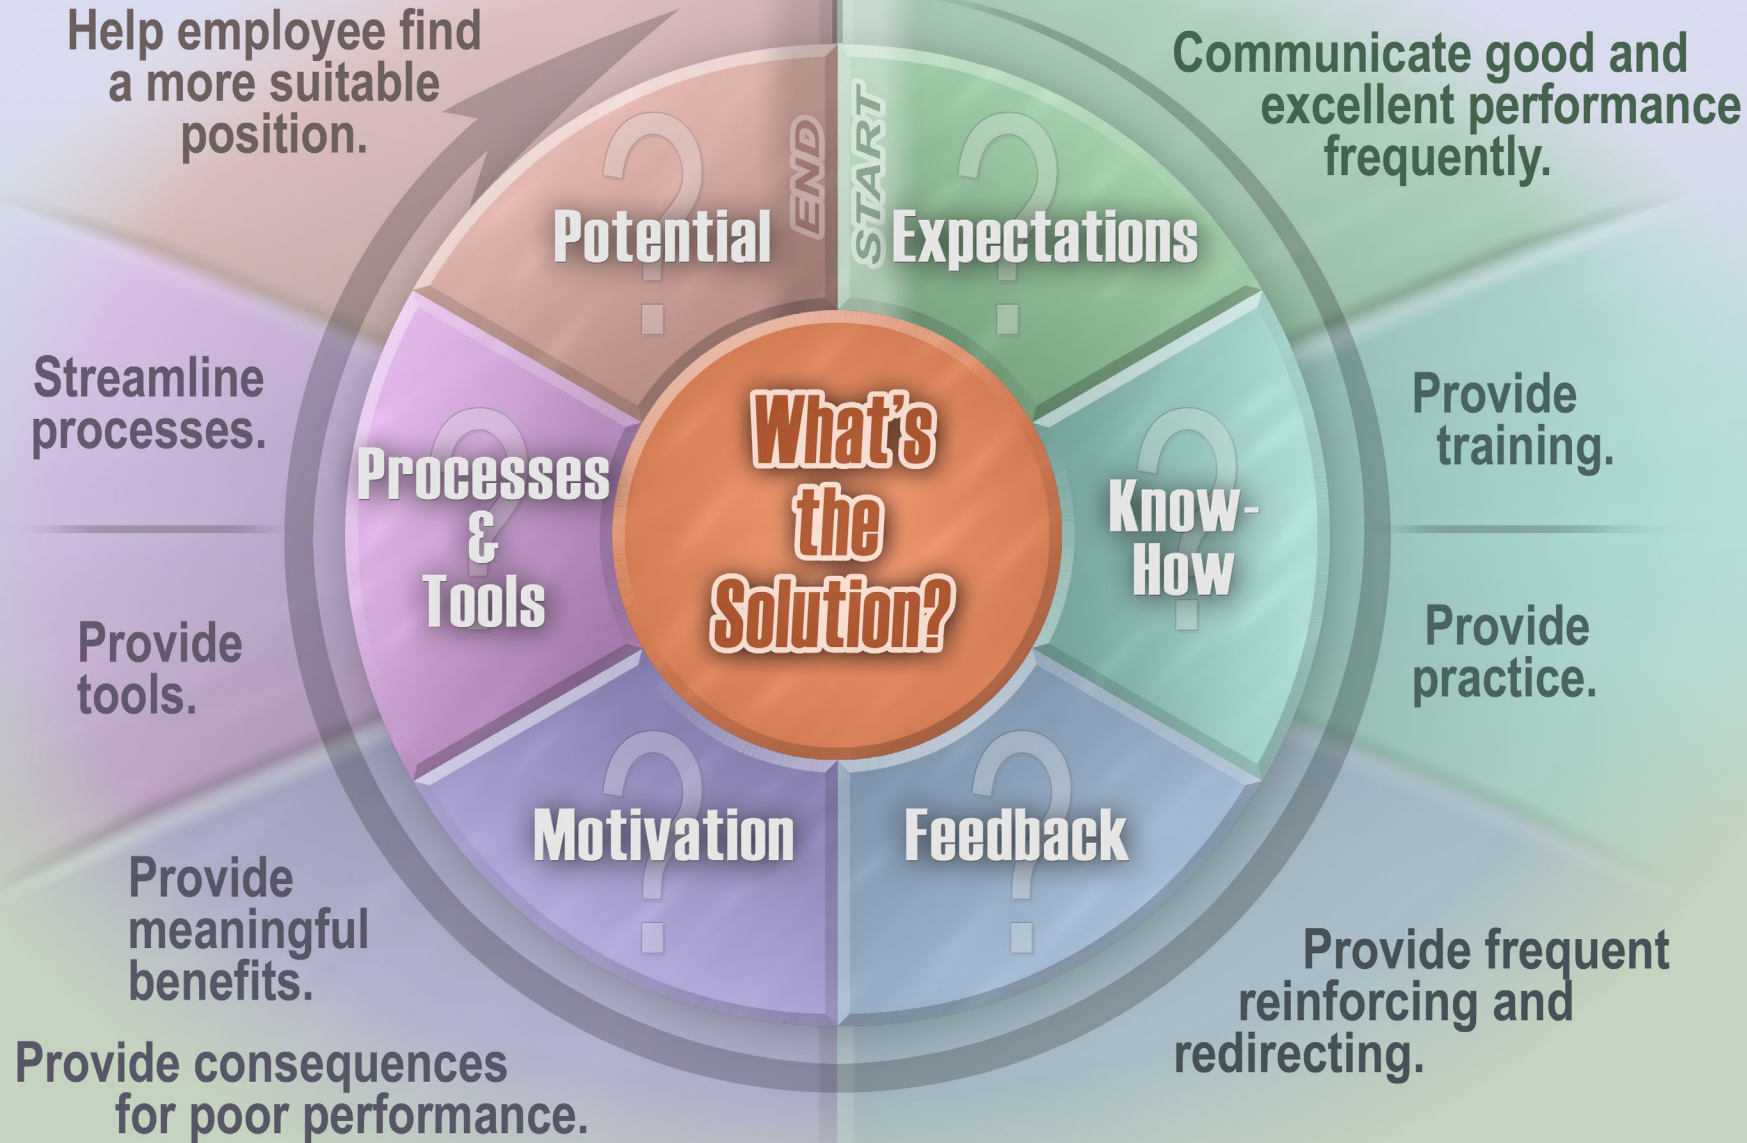 Help employee find
a more suitable
position.
Communicate good and
excellent performance
frequently.
END
START
Potential
Expectations
Streamline
processes.
Provide
tools.
Processes
&
Tools
What's
the
Solution?
Know-
How
Provide
training.
Provide
practice.
Motivation
Feedback
Provide
meaningful
benefits.
Provide consequences
for poor performance.
Provide frequent
reinforcing and
redirecting.
?
?
?
?
?
?